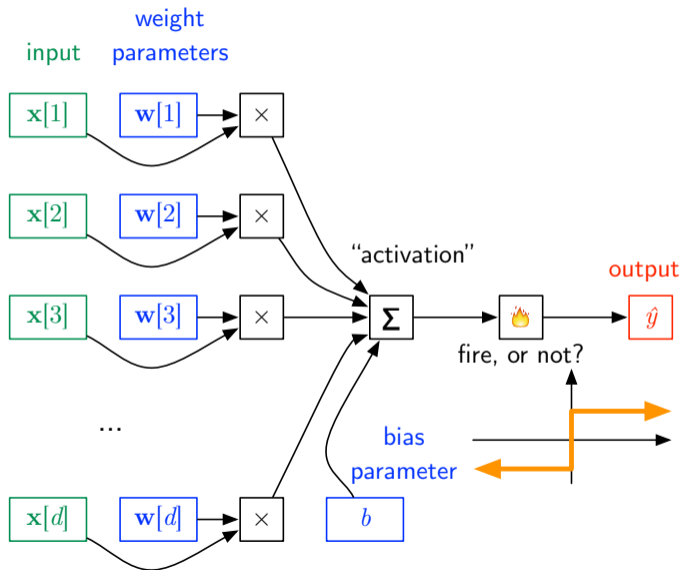 weight
input parameters
x[1] w[1] ×
x[2] w[2] ×
“activation”
output
x[3] w[3] × Σ ŷ
fire, or not?
...
bias
parameter
x[d] w[d] × b